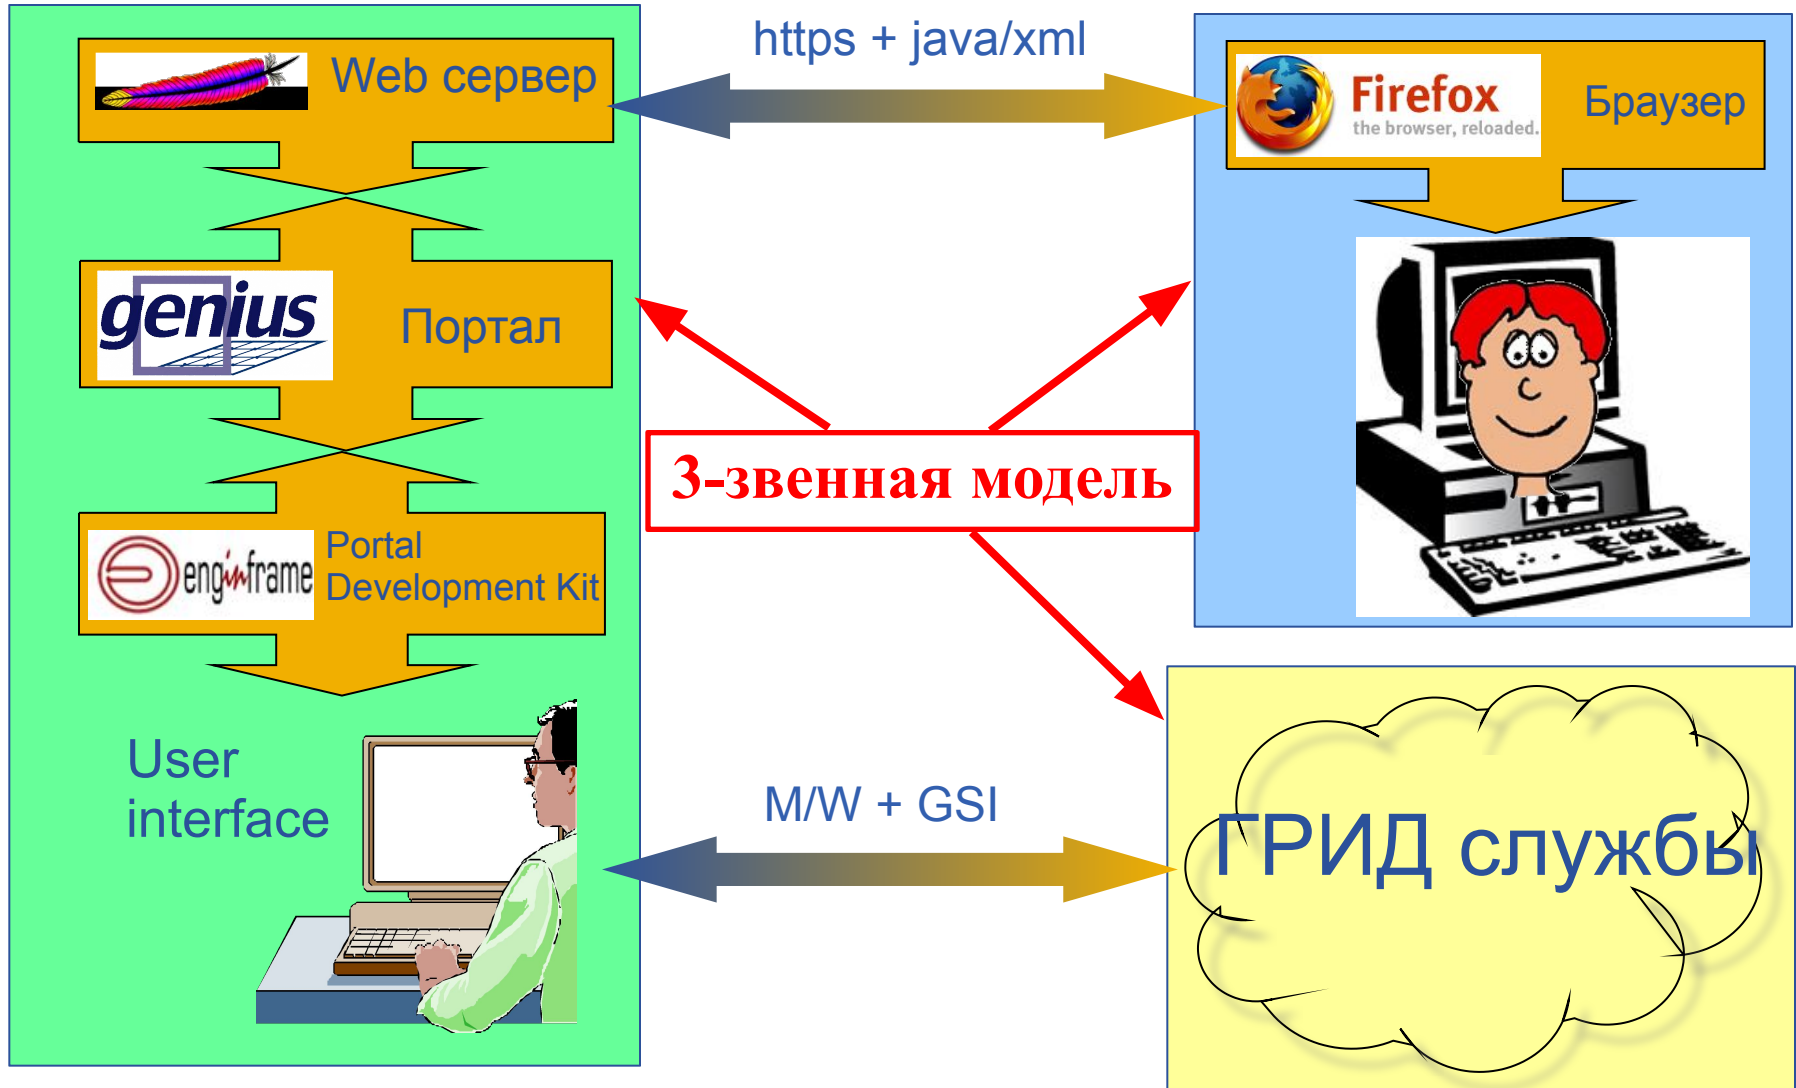 https + java/xml
Web сервер
Firefox
the browser, reloaded.
Браузер
genius
Портал
3-звенная модель
enginframe
Portal
Development Kit
User
interface
M/W + GSI
ГРИД службы